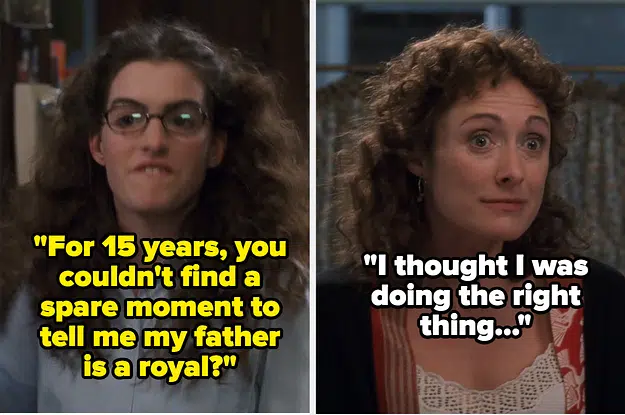 "For 15 years, you
couldn't find a
spare moment to
tell me my father
is a royal?"
"I thought I was
doing the right
thing..."